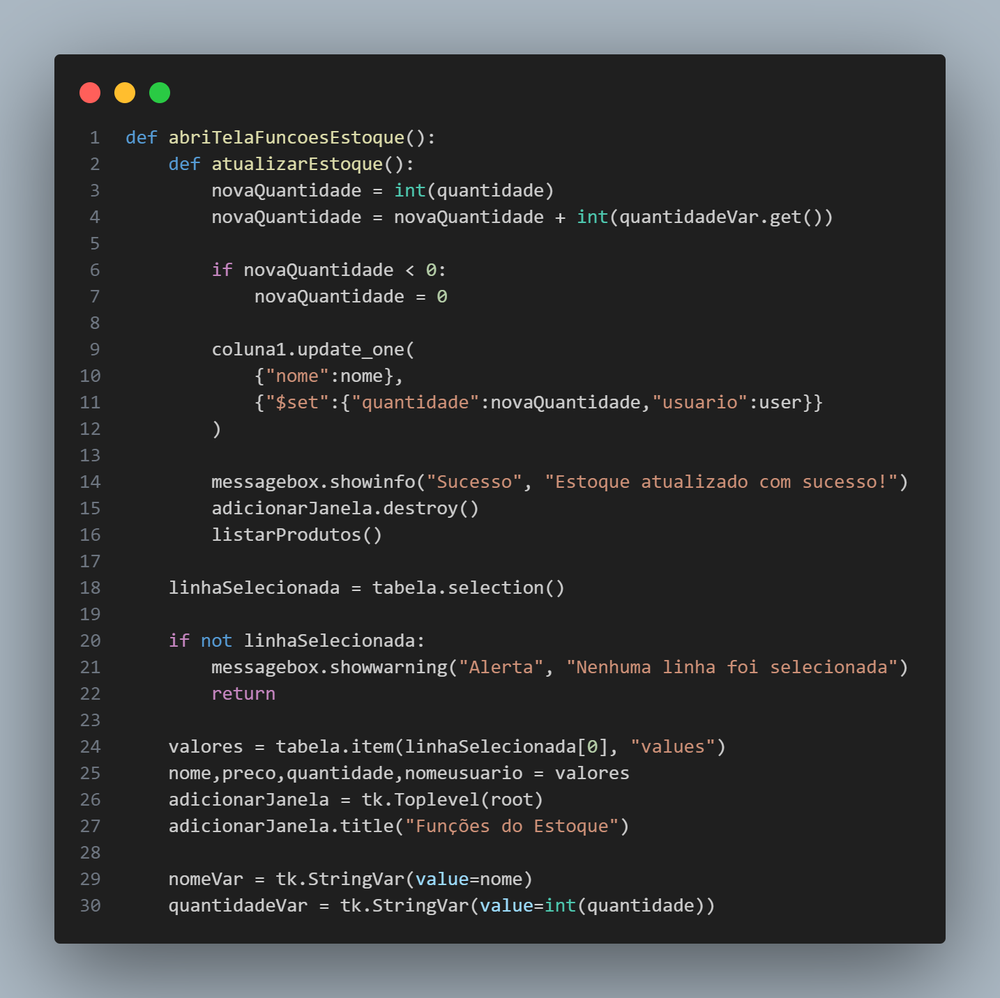 1 def abriTelaFuncoesEstoque():
2     def atualizarEstoque():
3         novaQuantidade = int(quantidade)
4         novaQuantidade = novaQuantidade + int(quantidadeVar.get())
5
6         if novaQuantidade < 0:
7             novaQuantidade = 0
8
9         coluna1.update_one(
10             {"nome":nome},
11             {"$set":{"quantidade":novaQuantidade,"usuario":user}}
12         )
13
14         messagebox.showinfo("Sucesso", "Estoque atualizado com sucesso!")
15         adicionarJanela.destroy()
16         listarProdutos()
17
18     linhaSelecionada = tabela.selection()
19
20     if not linhaSelecionada:
21         messagebox.showwarning("Alerta", "Nenhuma linha foi selecionada")
22         return
23
24     valores = tabela.item(linhaSelecionada[0], "values")
25     nome,preco,quantidade,nomeusuario = valores
26     adicionarJanela = tk.Toplevel(root)
27     adicionarJanela.title("Funções do Estoque")
28
29     nomeVar = tk.StringVar(value=nome)
30     quantidadeVar = tk.StringVar(value=int(quantidade))